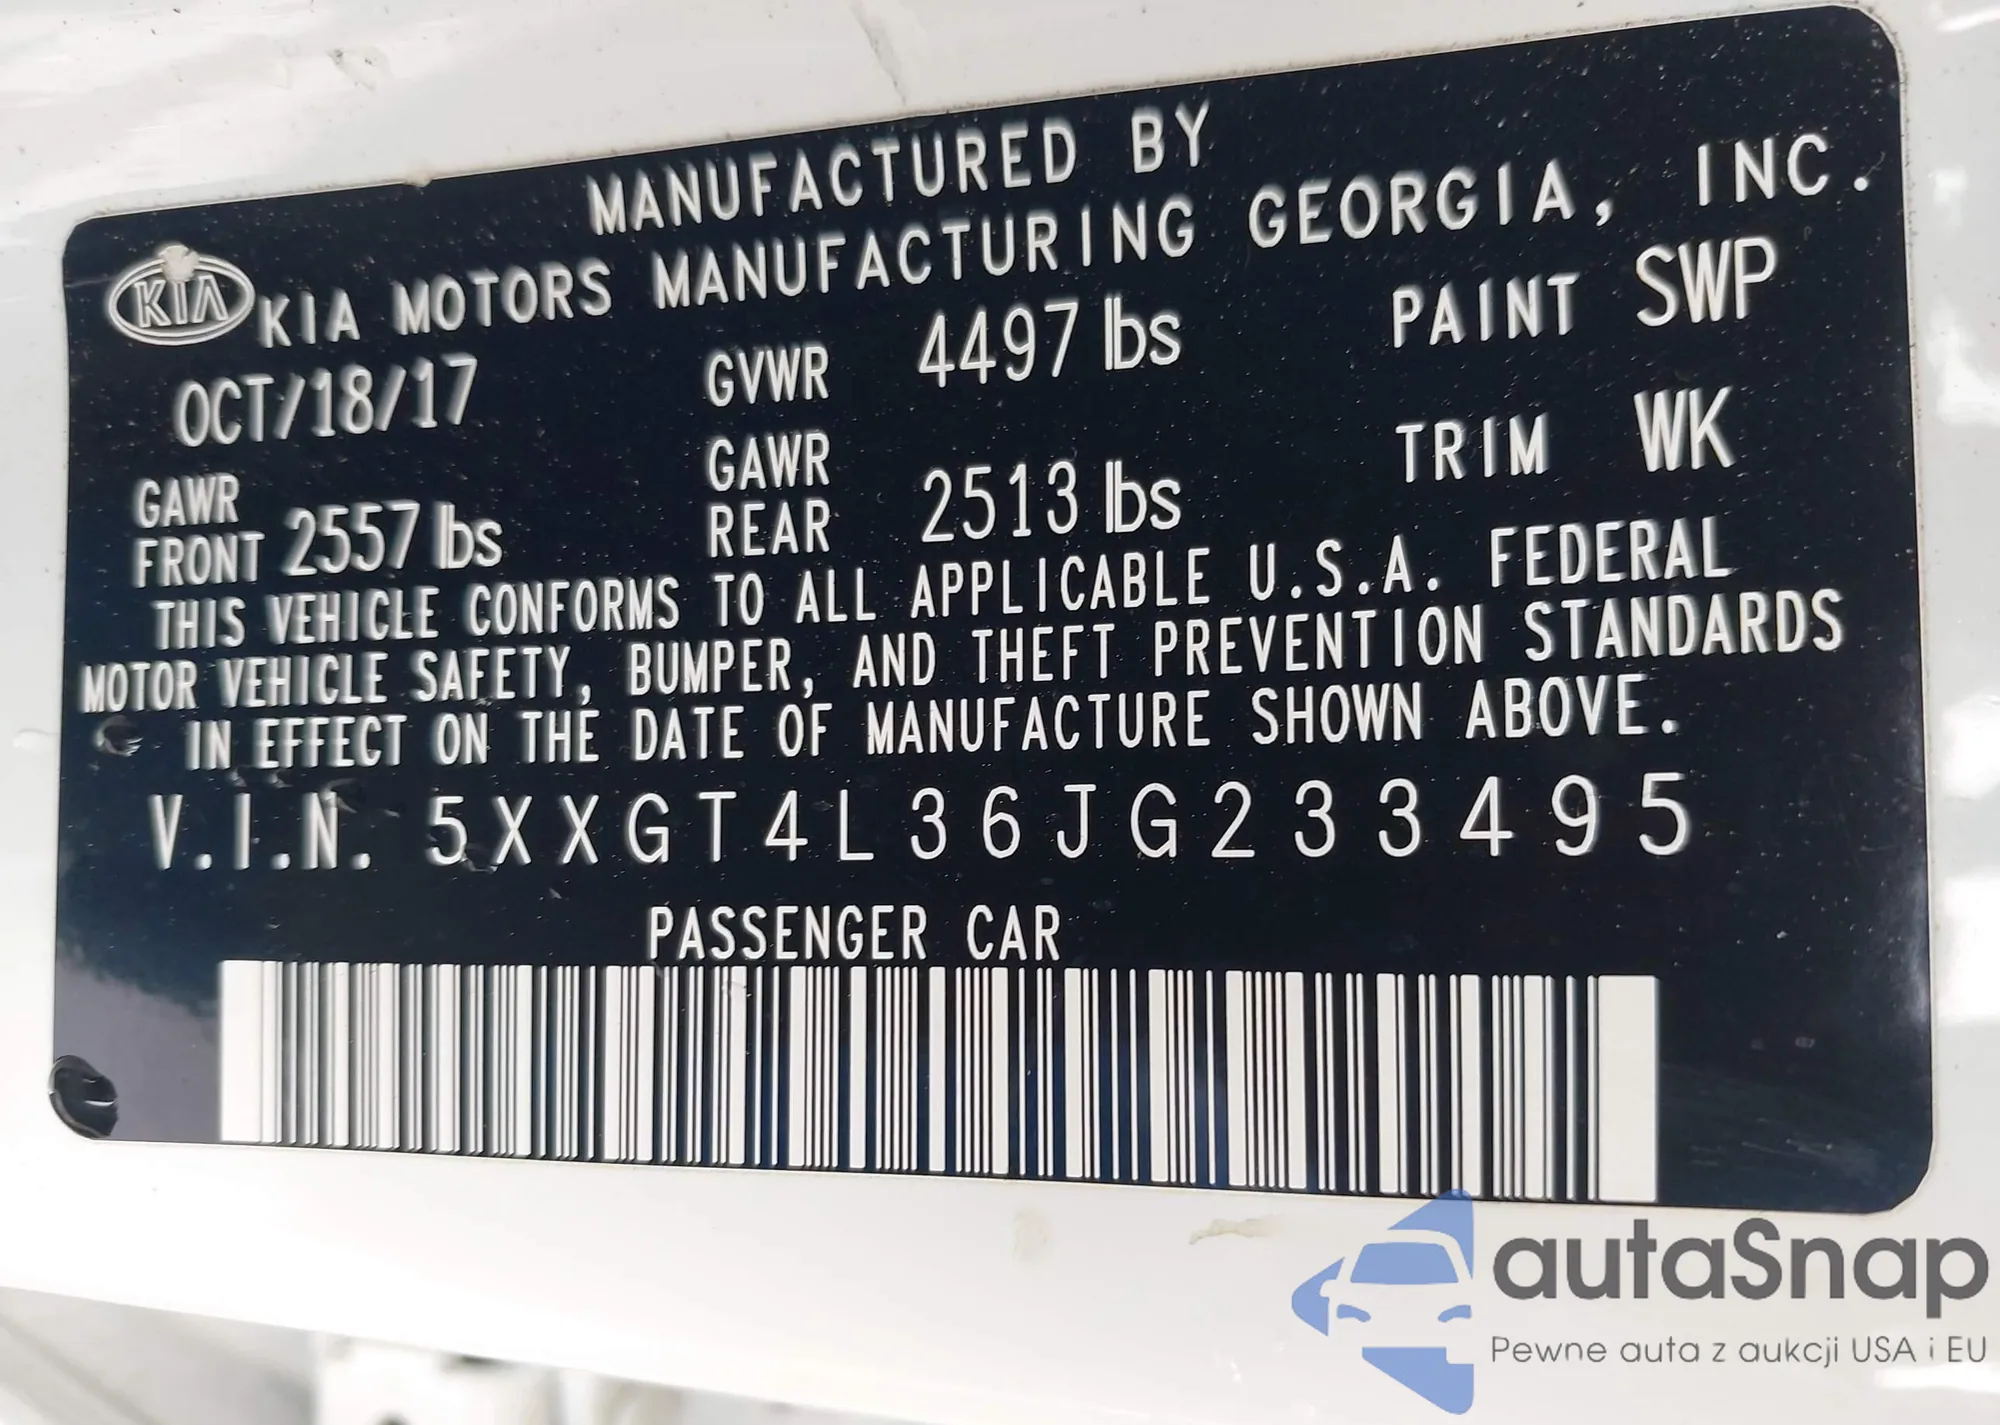 MANUFACTURED BY
KIA KIA MOTORS MANUFACTURING GEORGIA, INC.
OCT/18/17 GVWR 4497 lbs PAINT SWP
GAWR FRONT 2557 lbs GAWR REAR 2513 lbs TRIM WK
THIS VEHICLE CONFORMS TO ALL APPLICABLE U.S.A. FEDERAL
MOTOR VEHICLE SAFETY, BUMPER, AND THEFT PREVENTION STANDARDS
IN EFFECT ON THE DATE OF MANUFACTURE SHOWN ABOVE.
V.I.N. 5XXGT4L36JG233495
PASSENGER CAR
autaSnap
Pewne auta z aukcji USA i EU